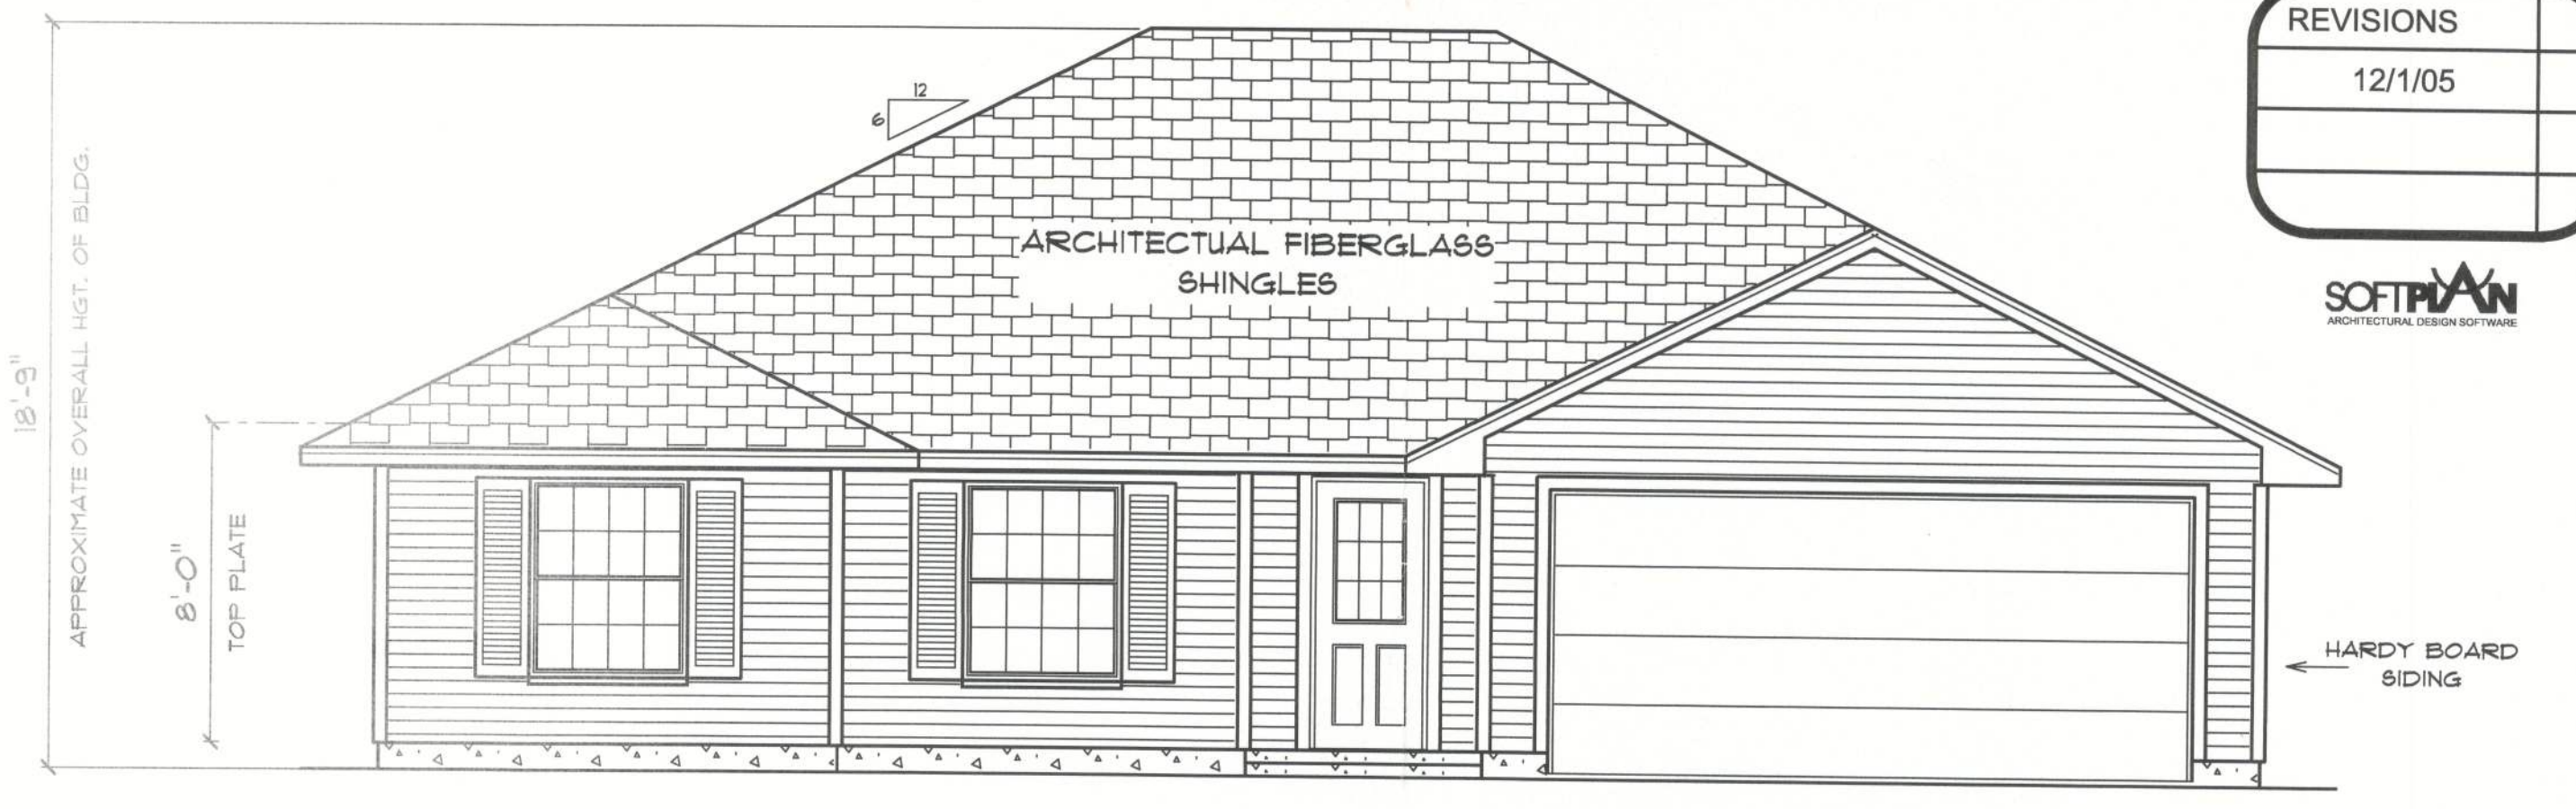 REVISIONS
12/1/05
SOFTPLAN
ARCHITECTURAL DESIGN SOFTWARE
12
6
ARCHITECTUAL FIBERGLASS
SHINGLES
18'-9"
APPROXIMATE OVERALL HGT. OF BLDG.
8'-0"
TOP PLATE
HARDY BOARD
SIDING